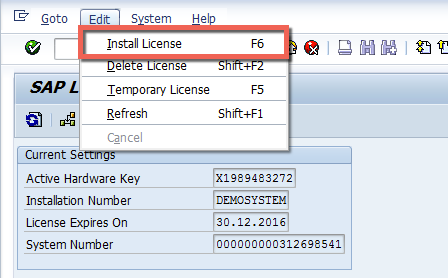 Goto Edit System Help
Install License F6
Delete License Shift+F2
Temporary License F5
Refresh Shift+F1
Cancel
SAP L
Current Settings
Active Hardware Key X1989483272
Installation Number DEMOSYSTEM
License Expires On 30.12.2016
System Number 000000000312698541